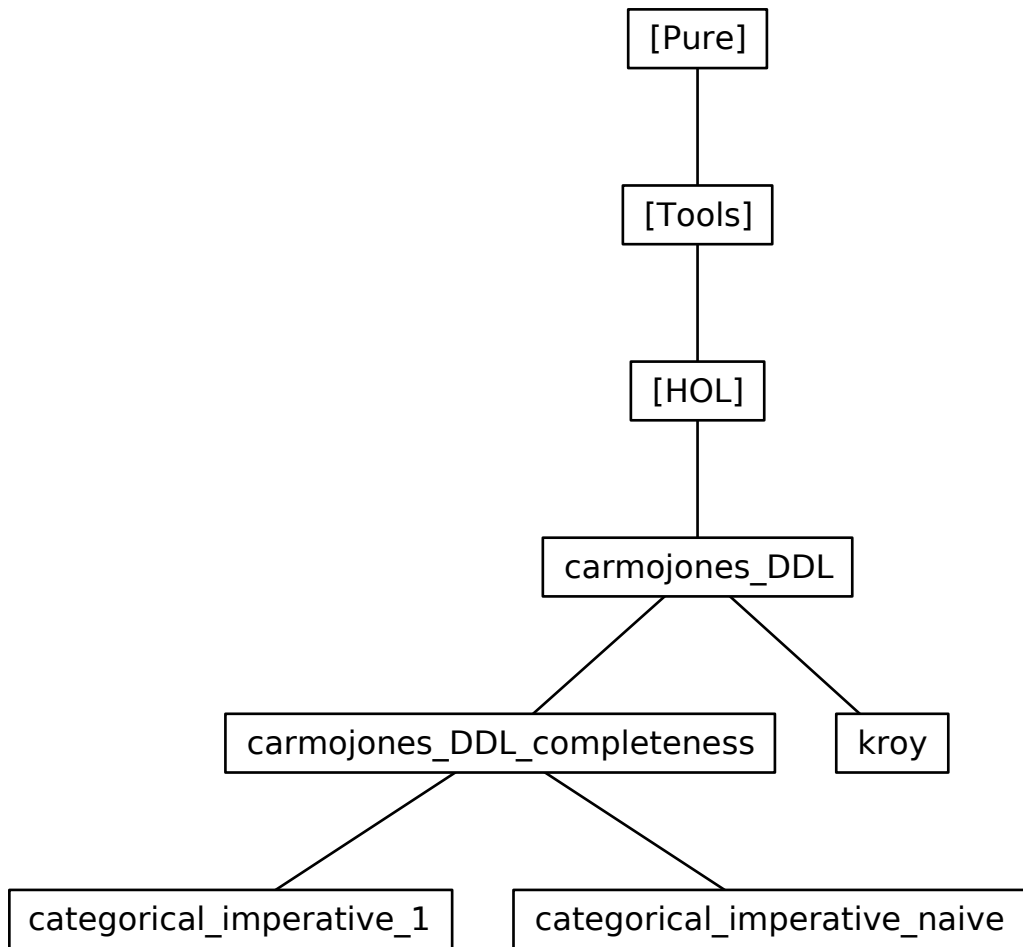 [Pure]
[Tools]
[HOL]
carmojones_DDL
carmojones_DDL_completeness
kroy
categorical_imperative_1
categorical_imperative_naive